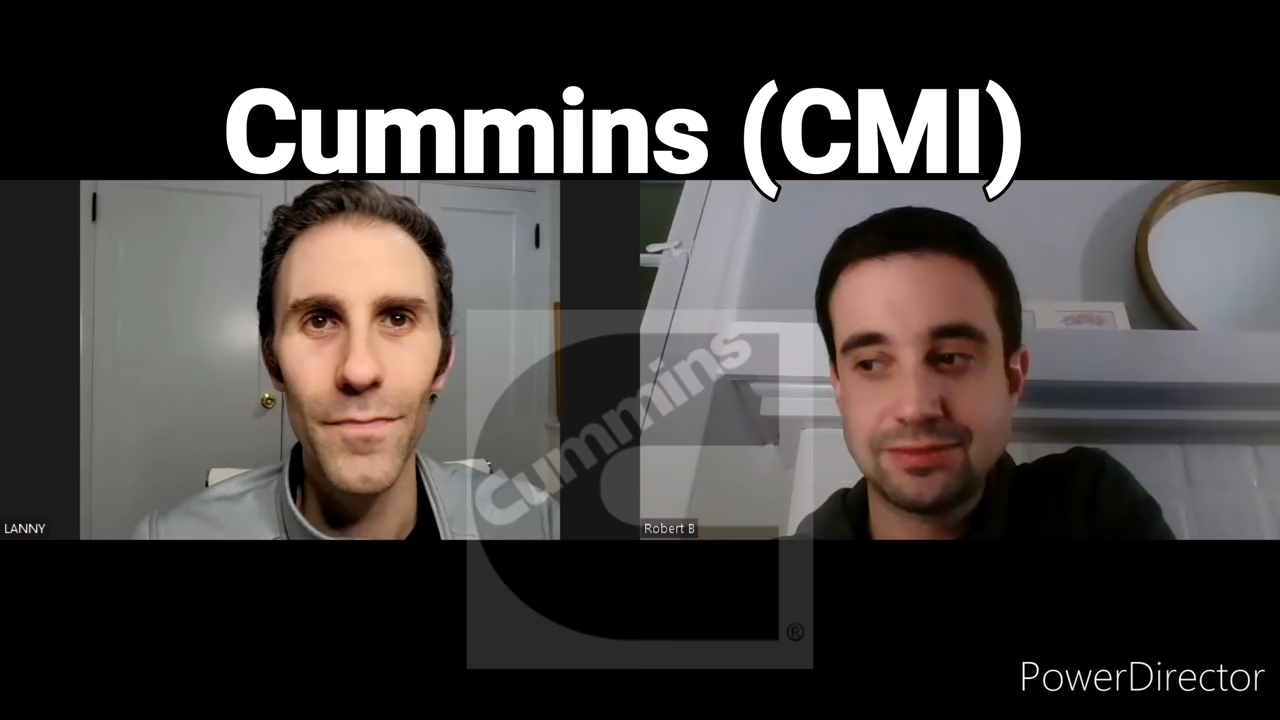 Cummins (CMI)
Cummins
®
LANNY
Robert B
PowerDirector